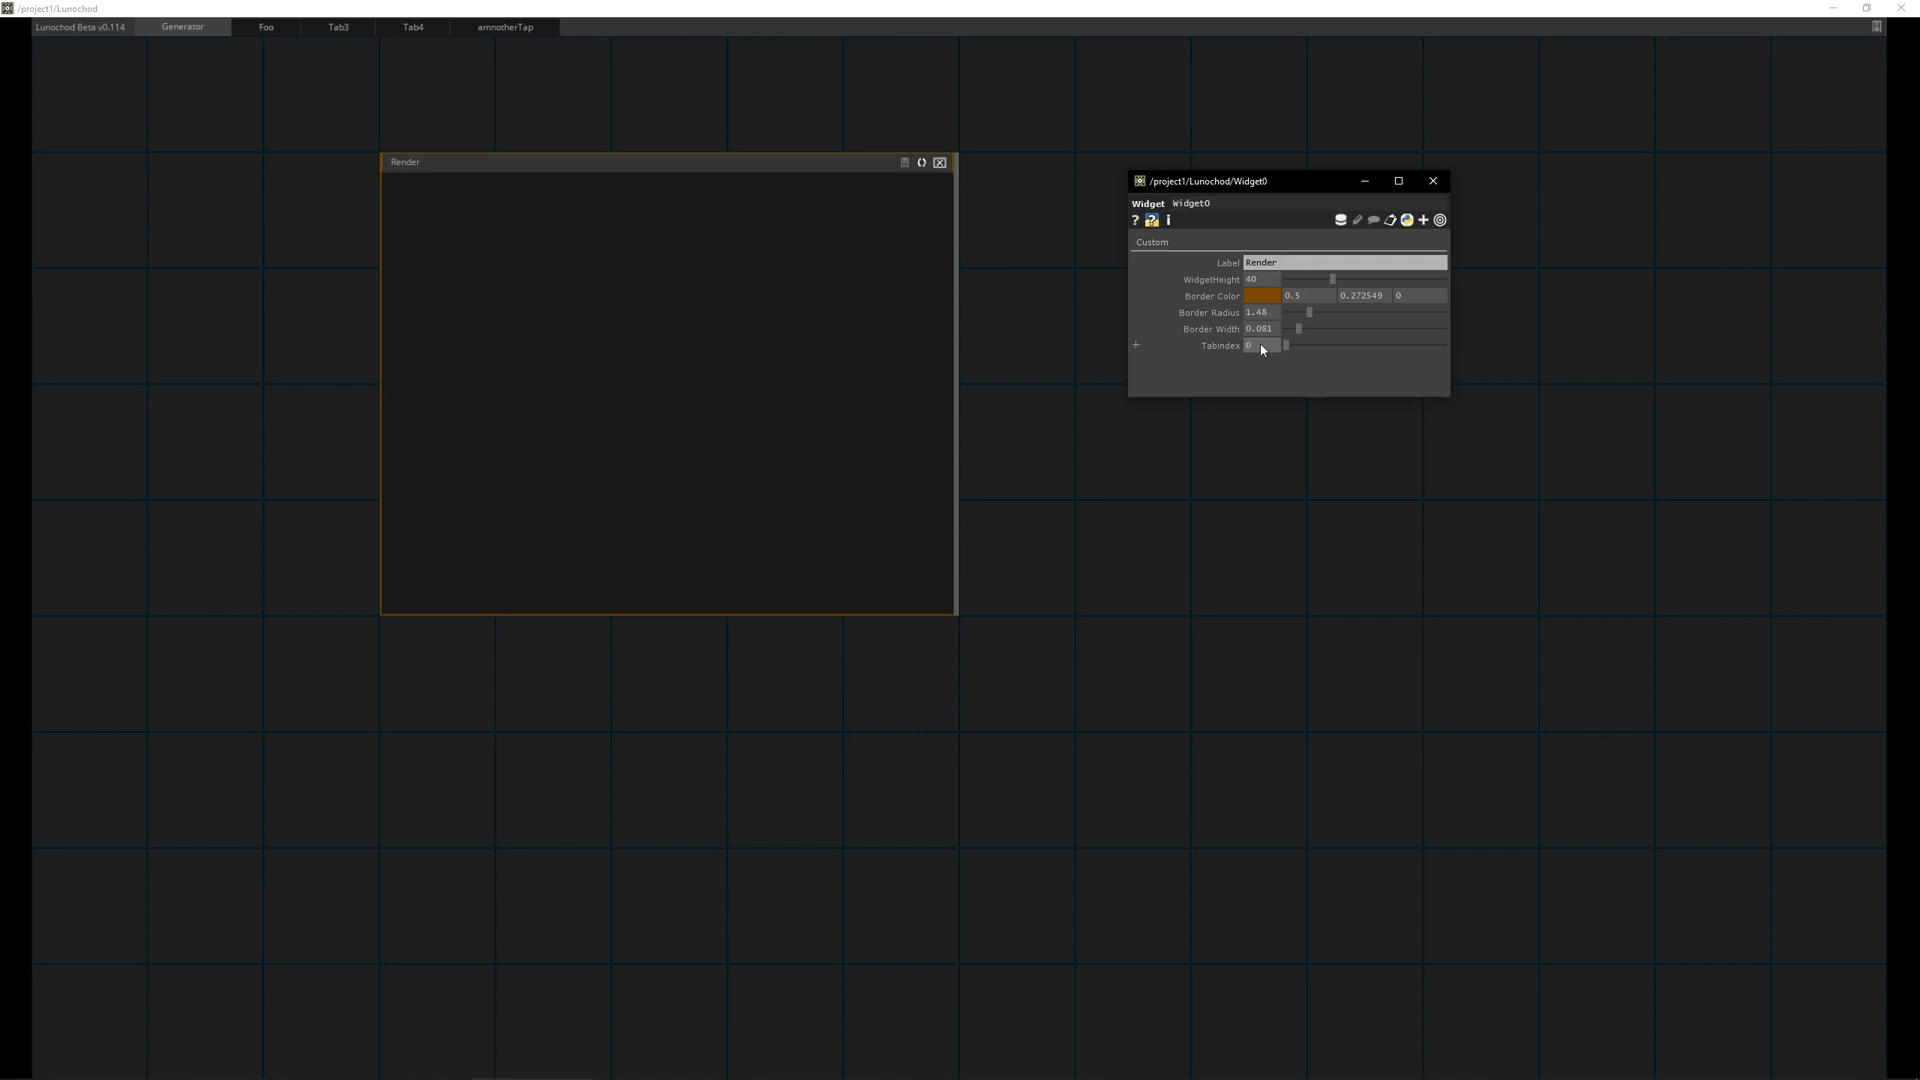 /project1/Lunochod
Lunochod Beta v0.114 Generator Foo Tab3 Tab4 amnotherTap
Render
/project1/Lunochod/Widget0
Widget Widget0
? ? i
Custom
Label Render
WidgetHeight 40
Border Color 0.5 0.272549 0
Border Radius 1.48
Border Width 0.081
+ Tabindex 0